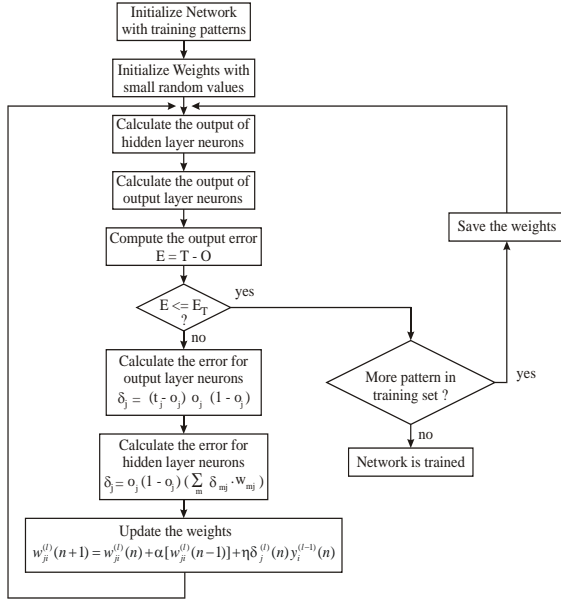 Initialize Network
with training patterns
Initialize Weights with
small random values
Calculate the output of
hidden layer neurons
Calculate the output of
output layer neurons
Compute the output error
E = T - O
E <= E_T
?
yes
no
Calculate the error for
output layer neurons
δ_j = (t_j - o_j) o_j (1 - o_j)
Calculate the error for
hidden layer neurons
δ_j = o_j (1 - o_j) (∑_m δ_mj · w_mj)
Update the weights
w_ji^(l)(n+1) = w_ji^(l)(n) + α[w_ji^(l)(n−1)] + ηδ_j^(l)(n) y_i^(l−1)(n)
More pattern in
training set ?
yes
no
Save the weights
Network is trained